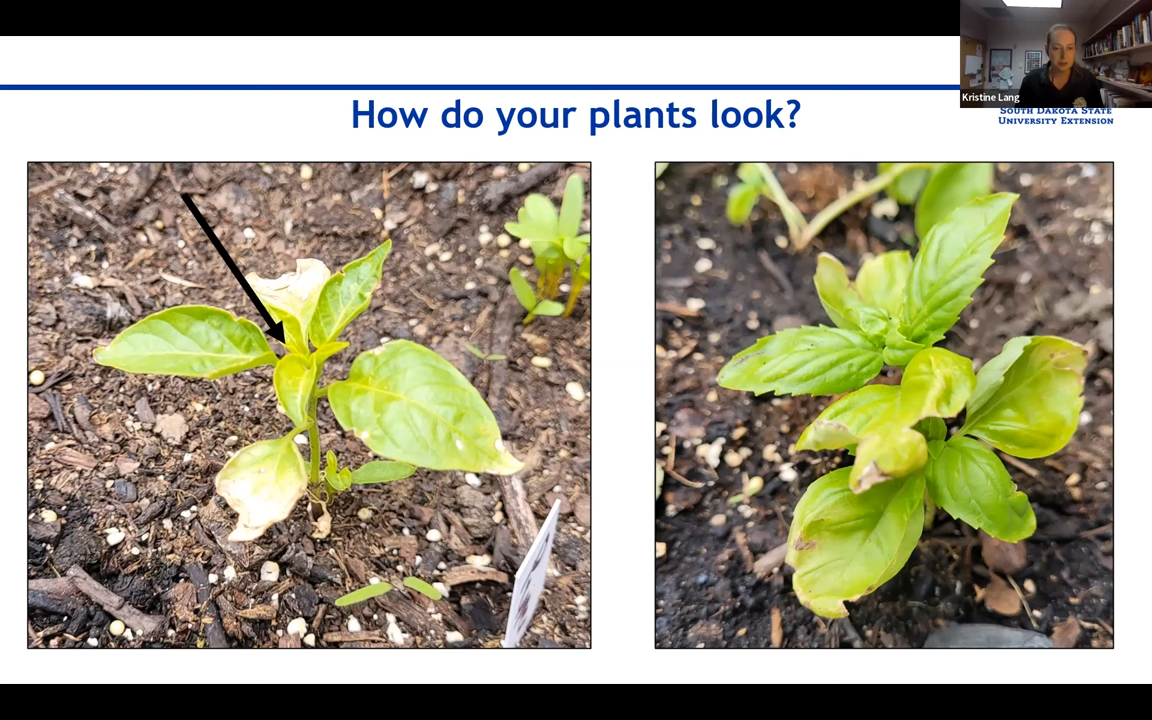 Kristine Lang
South Dakota State
University Extension
How do your plants look?